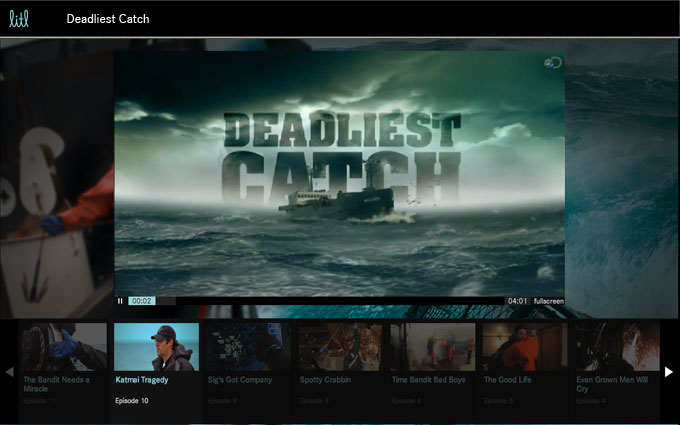 litl
Deadliest Catch
DEADLIEST
CATCH
00:02
04:01
fullscreen
The Bandit Needs a
Miracle
Episode 11
Katmai Tragedy
Episode 10
Sig's Got Company
Episode 9
Spotty Crabbin
Episode 8
Time Bandit Bad Boys
Episode 6
The Good Life
Episode 5
Even Grown Men Will
Cry
Episode 4